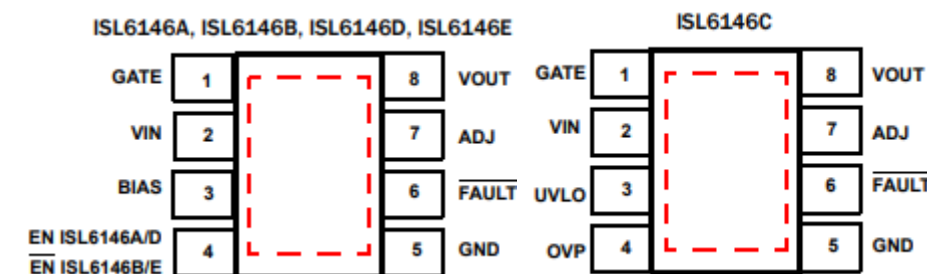 ISL6146A, ISL6146B, ISL6146D, ISL6146E
GATE 1 8 VOUT
VIN 2 7 ADJ
BIAS 3 6 FAULT
EN ISL6146A/D
4 5 GND
EN ISL6146B/E
ISL6146C
GATE 1 8 VOUT
VIN 2 7 ADJ
UVLO 3 6 FAULT
OVP 4 5 GND